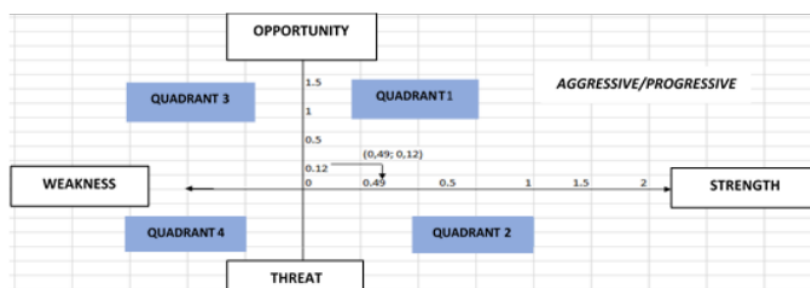 OPPORTUNITY
1.5
QUADRANT 3
QUADRANT 1
AGGRESSIVE/PROGRESSIVE
1
0.5
(0,49; 0,12)
0.12
WEAKNESS
0
0.49
0.5
1
1.5
2
STRENGTH
QUADRANT 4
QUADRANT 2
THREAT